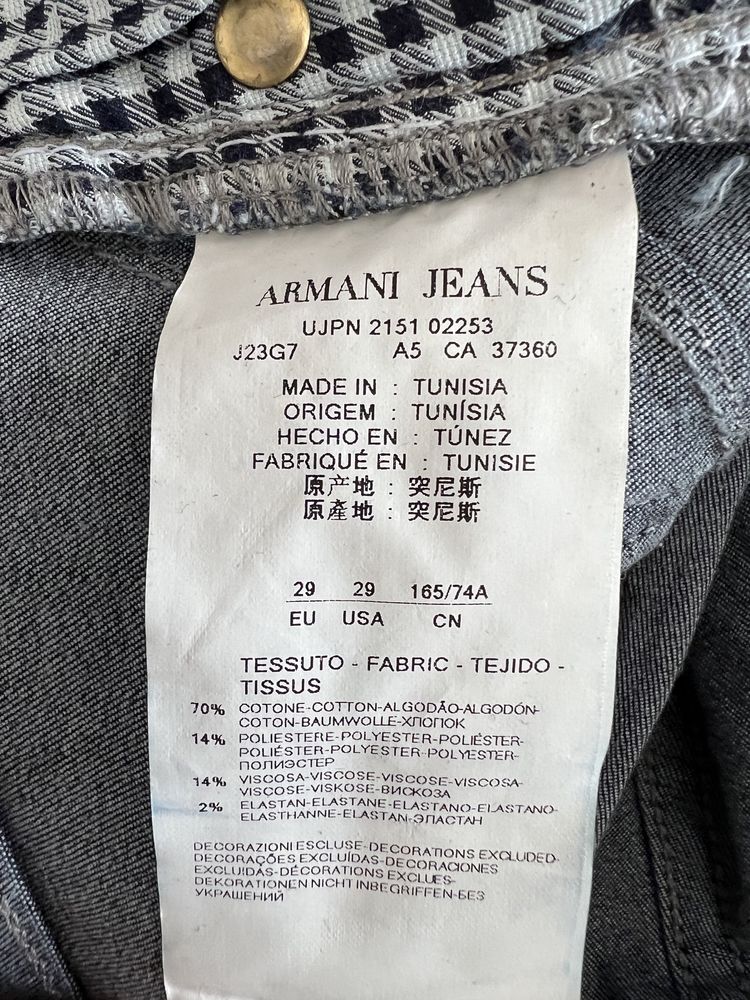 ARMANI JEANS
UJPN 2151 02253
J23G7 A5 CA 37360
MADE IN : TUNISIA
ORIGEM : TUNÍSIA
HECHO EN : TÚNEZ
FABRIQUÉ EN : TUNISIE
原产地 : 突尼斯
原產地 : 突尼斯
29 29 165/74A
EU USA CN
TESSUTO - FABRIC - TEJIDO -
TISSUS
70% COTONE-COTTON-ALGODÃO-ALGODÓN-
COTON-BAUMWOLLE-ХЛОПОК
14% POLIESTERE-POLYESTER-POLIÉSTER-
POLIÉSTER-POLYESTER-POLYESTER-
ПОЛИЭСТЕР
14% VISCOSA-VISCOSE-VISCOSE-VISCOSA-
VISCOSE-VISKOSE-ВИСКОЗА
2% ELASTAN-ELASTANE-ELASTANO-ELASTANO-
ELASTHANNE-ELASTAN-ЭЛАСТАН
DECORAZIONI ESCLUSE-DECORATIONS EXCLUDED-
DECORAÇÕES EXCLUÍDAS-DECORACIONES
EXCLUÍDAS-DÉCORATIONS EXCLUES-
DEKORATIONEN NICHT INBEGRIFFEN-БЕЗ
УКРАШЕНИЙ